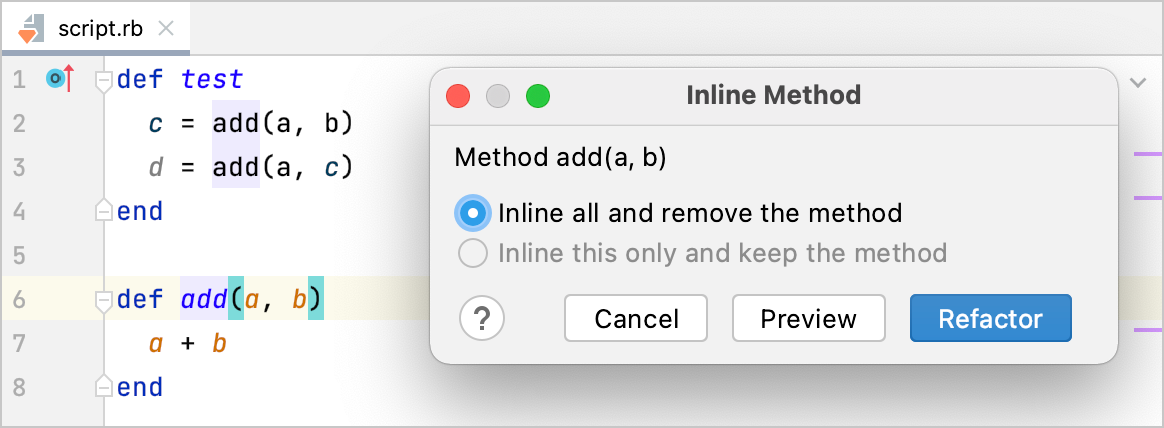 script.rb
1 def test
2 c = add(a, b)
3 d = add(a, c)
4 end
5
6 def add(a, b)
7 a + b
8 end
Inline Method
Method add(a, b)
Inline all and remove the method
Inline this only and keep the method
? Cancel Preview Refactor